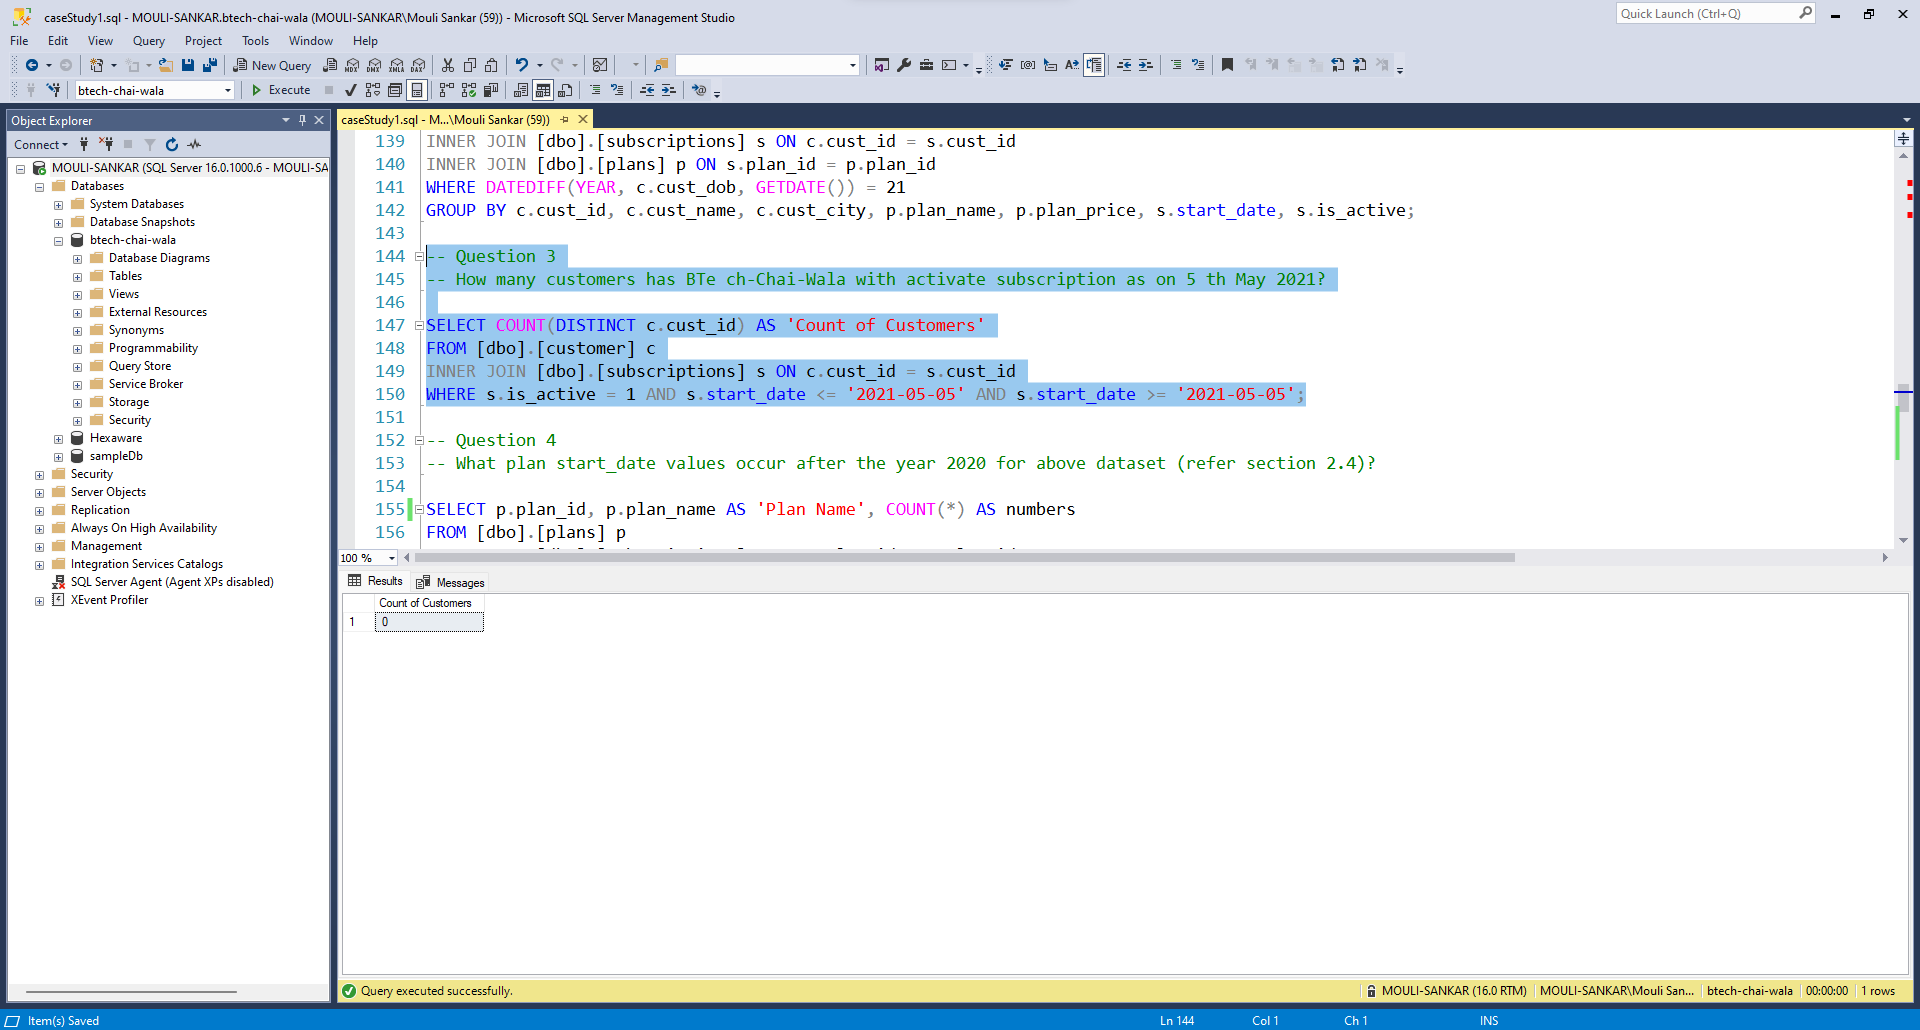 caseStudy1.sql - MOULI-SANKAR.btech-chai-wala (MOULI-SANKAR\Mouli Sankar (59)) - Microsoft SQL Server Management Studio
Quick Launch (Ctrl+Q)
File Edit View Query Project Tools Window Help
New Query
MDX DMX XMLA DAX
btech-chai-wala
Execute
Object Explorer
caseStudy1.sql - M...\Mouli Sankar (59))
Connect
MOULI-SANKAR (SQL Server 16.0.1000.6 - MOULI-SA
Databases
System Databases
Database Snapshots
btech-chai-wala
Database Diagrams
Tables
Views
External Resources
Synonyms
Programmability
Query Store
Service Broker
Storage
Security
Hexaware
sampleDb
Security
Server Objects
Replication
Always On High Availability
Management
Integration Services Catalogs
SQL Server Agent (Agent XPs disabled)
XEvent Profiler
139 INNER JOIN [dbo].[subscriptions] s ON c.cust_id = s.cust_id
140 INNER JOIN [dbo].[plans] p ON s.plan_id = p.plan_id
141 WHERE DATEDIFF(YEAR, c.cust_dob, GETDATE()) = 21
142 GROUP BY c.cust_id, c.cust_name, c.cust_city, p.plan_name, p.plan_price, s.start_date, s.is_active;
143
144 -- Question 3
145 -- How many customers has BTe ch-Chai-Wala with activate subscription as on 5 th May 2021?
146
147 SELECT COUNT(DISTINCT c.cust_id) AS 'Count of Customers'
148 FROM [dbo].[customer] c
149 INNER JOIN [dbo].[subscriptions] s ON c.cust_id = s.cust_id
150 WHERE s.is_active = 1 AND s.start_date <= '2021-05-05' AND s.start_date >= '2021-05-05';
151
152 -- Question 4
153 -- What plan start_date values occur after the year 2020 for above dataset (refer section 2.4)?
154
155 SELECT p.plan_id, p.plan_name AS 'Plan Name', COUNT(*) AS numbers
156 FROM [dbo].[plans] p
100 %
Results Messages
Count of Customers
1 0
Query executed successfully.
MOULI-SANKAR (16.0 RTM) MOULI-SANKAR\Mouli San... btech-chai-wala 00:00:00 1 rows
Item(s) Saved Ln 144 Col 1 Ch 1 INS